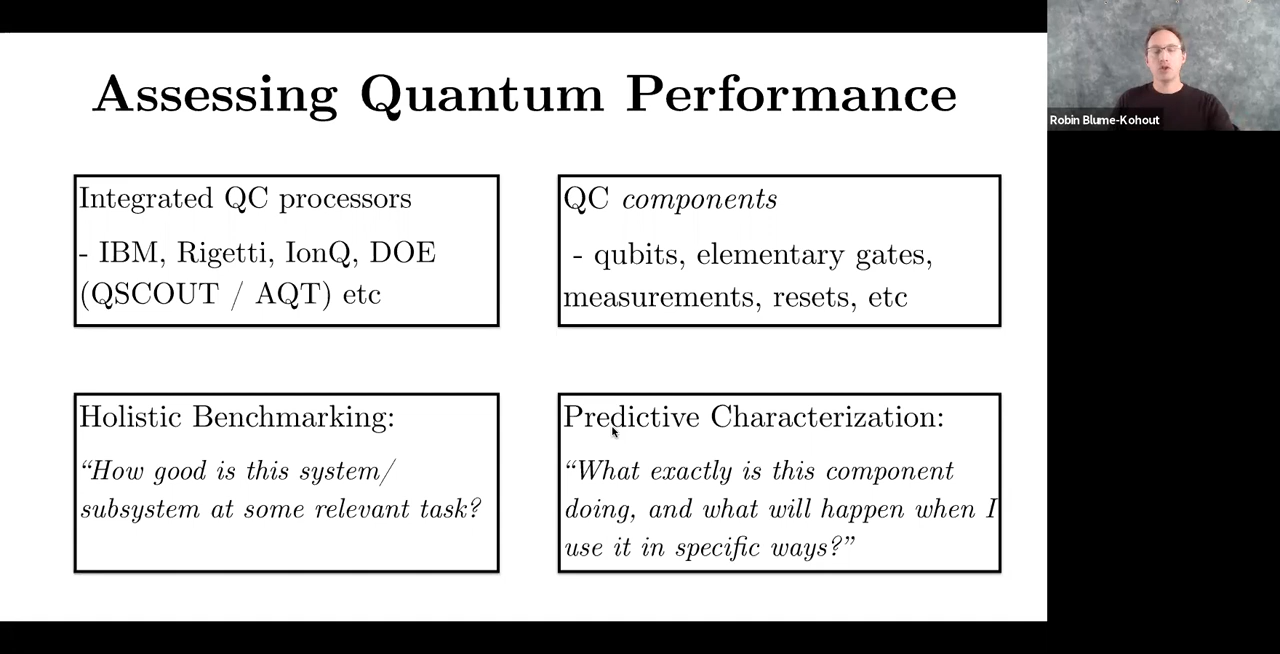 Assessing Quantum Performance
Integrated QC processors
- IBM, Rigetti, IonQ, DOE
(QSCOUT / AQT) etc
QC components
- qubits, elementary gates,
measurements, resets, etc
Holistic Benchmarking:
“How good is this system/
subsystem at some relevant task?
Predictive Characterization:
“What exactly is this component
doing, and what will happen when I
use it in specific ways?”
Robin Blume-Kohout